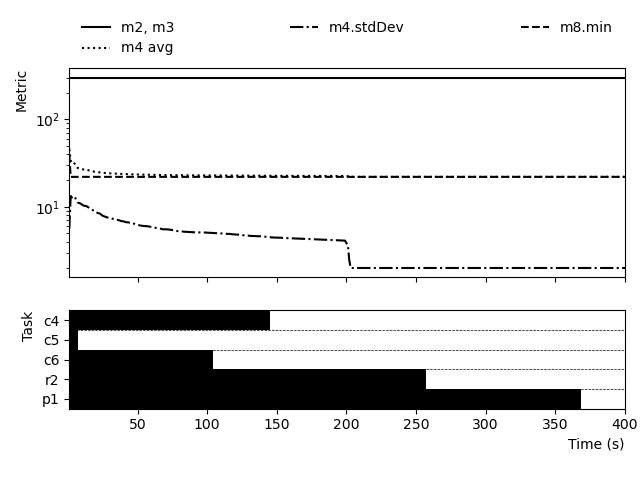 m2, m3 m4.stdDev m8.min
m4 avg
Metric
10²
10¹
Task
c4
c5
c6
r2
p1
50 100 150 200 250 300 350 400
Time (s)